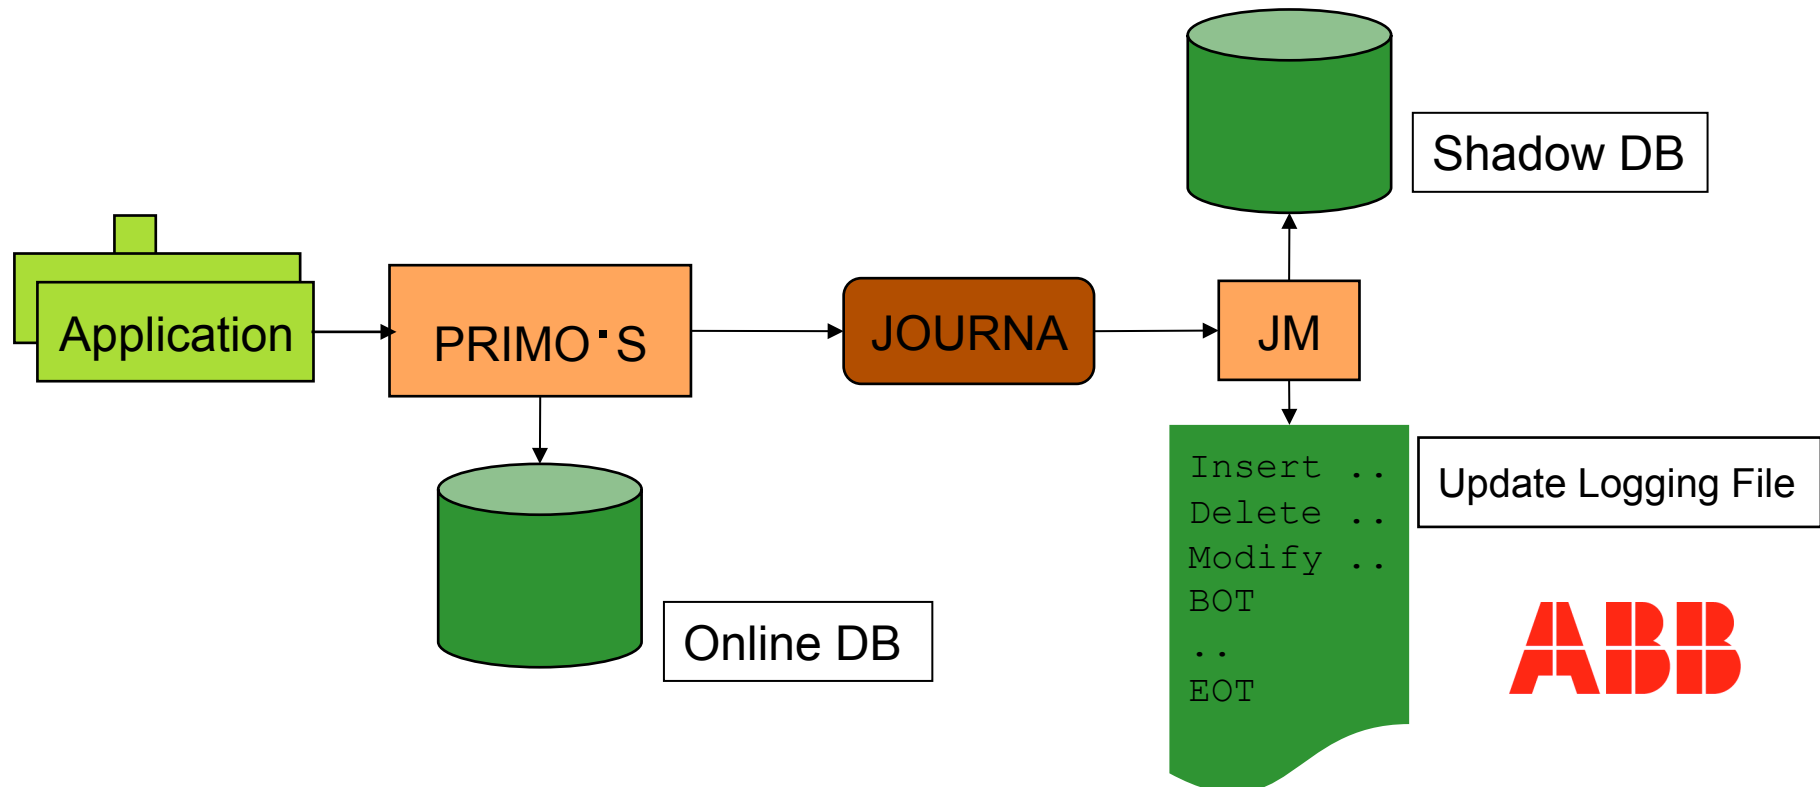 Shadow DB
Application
PRIMO▪S
JOURNA
JM
Insert ..
Delete ..
Modify ..
BOT
..
EOT
Update Logging File
Online DB
ABB